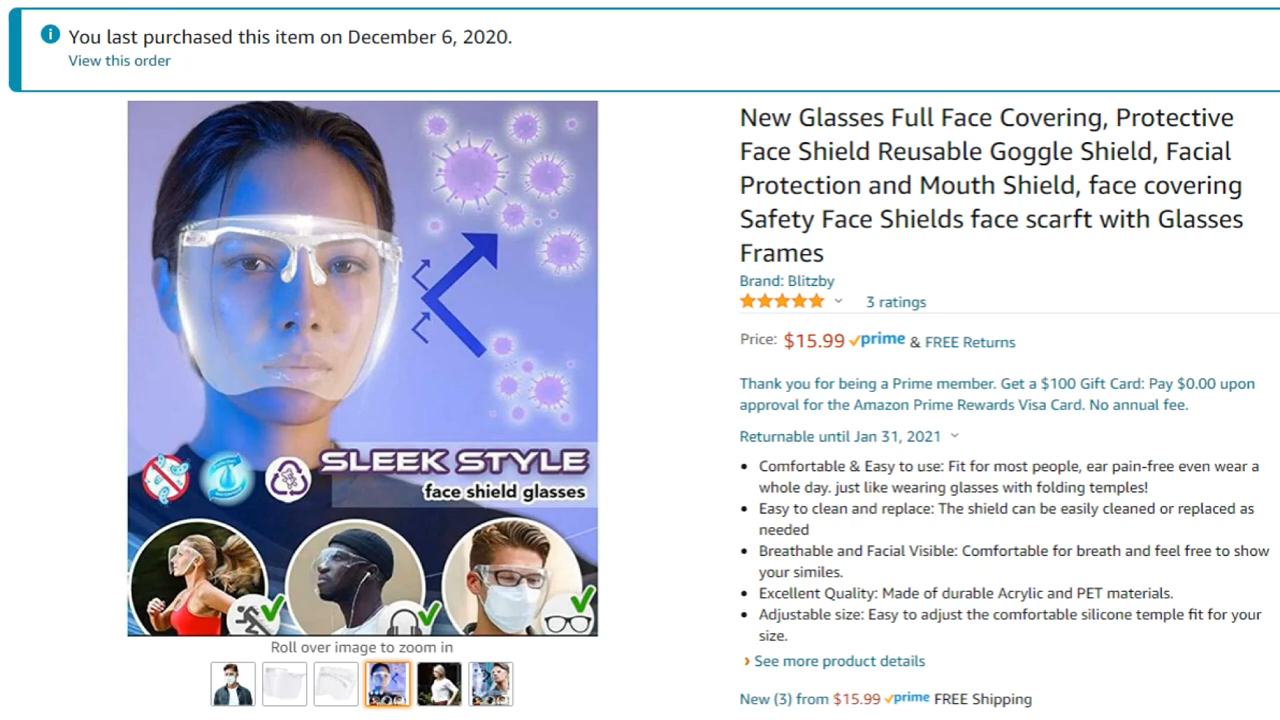 You last purchased this item on December 6, 2020.
View this order
SLEEK STYLE
face shield glasses
Roll over image to zoom in
New Glasses Full Face Covering, Protective
Face Shield Reusable Goggle Shield, Facial
Protection and Mouth Shield, face covering
Safety Face Shields face scarft with Glasses
Frames
Brand: Blitzby
3 ratings
Price: $15.99 prime & FREE Returns
Thank you for being a Prime member. Get a $100 Gift Card: Pay $0.00 upon
approval for the Amazon Prime Rewards Visa Card. No annual fee.
Returnable until Jan 31, 2021
• Comfortable & Easy to use: Fit for most people, ear pain-free even wear a
whole day. just like wearing glasses with folding temples!
• Easy to clean and replace: The shield can be easily cleaned or replaced as
needed
• Breathable and Facial Visible: Comfortable for breath and feel free to show
your similes.
• Excellent Quality: Made of durable Acrylic and PET materials.
• Adjustable size: Easy to adjust the comfortable silicone temple fit for your
size.
› See more product details
New (3) from $15.99 prime FREE Shipping